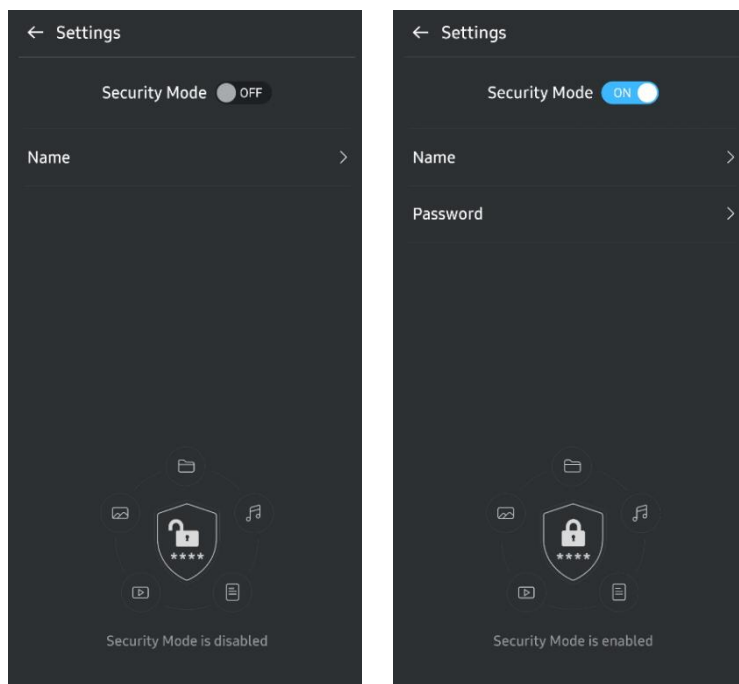 ← Settings
Security Mode OFF
Name >
****
Security Mode is disabled
← Settings
Security Mode ON
Name >
Password >
****
Security Mode is enabled